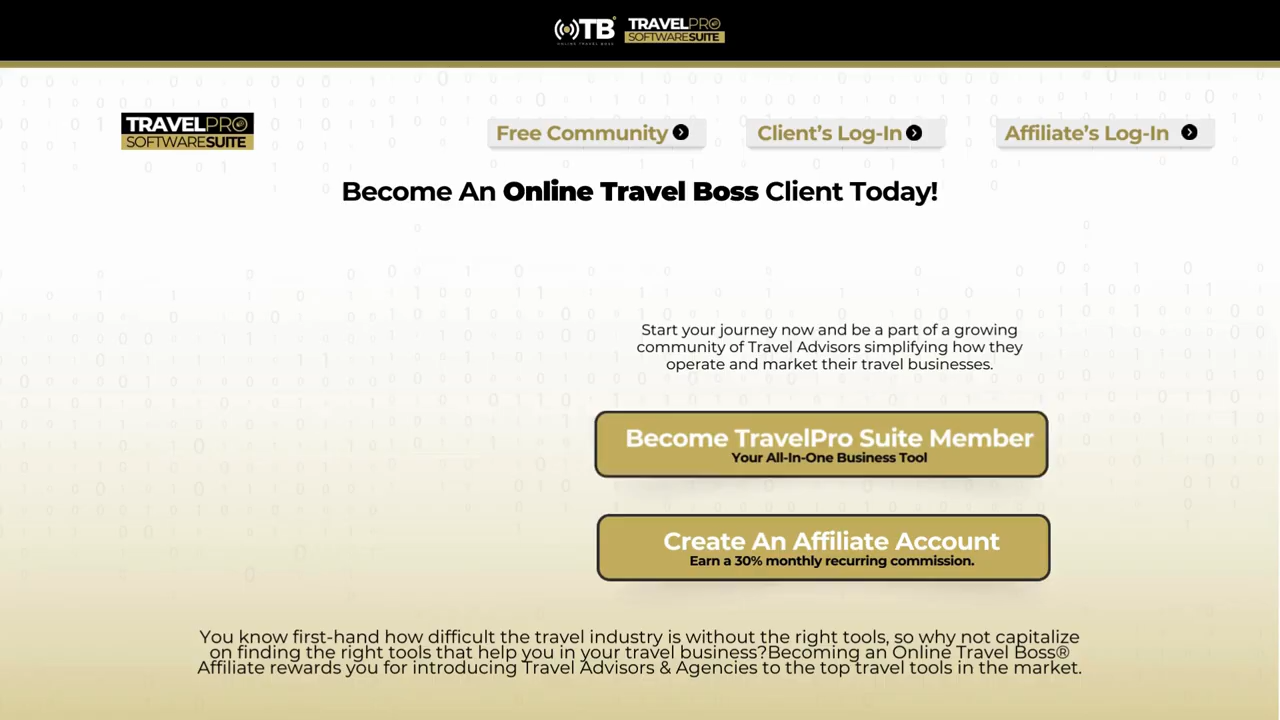 OTB
ONLINE TRAVEL BOSS
TRAVELPRO
SOFTWARESUITE
TRAVELPRO
SOFTWARESUITE
Free Community
Client’s Log-In
Affiliate’s Log-In
Become An Online Travel Boss Client Today!
Start your journey now and be a part of a growing
community of Travel Advisors simplifying how they
operate and market their travel businesses.
Become TravelPro Suite Member
Your All-In-One Business Tool
Create An Affiliate Account
Earn a 30% monthly recurring commission.
You know first-hand how difficult the travel industry is without the right tools, so why not capitalize
on finding the right tools that help you in your travel business?Becoming an Online Travel Boss®
Affiliate rewards you for introducing Travel Advisors & Agencies to the top travel tools in the market.